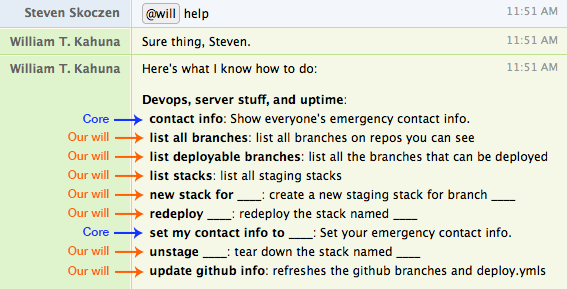 Steven Skoczen @will help 11:51 AM
William T. Kahuna Sure thing, Steven. 11:51 AM
William T. Kahuna Here's what I know how to do: 11:51 AM
Devops, server stuff, and uptime:
Core contact info: Show everyone's emergency contact info.
Our will list all branches: list all branches on repos you can see
Our will list deployable branches: list all the branches that can be deployed
Our will list stacks: list all staging stacks
Our will new stack for ____: create a new staging stack for branch ____
Our will redeploy ____: redeploy the stack named ____
Core set my contact info to ____: Set your emergency contact info.
Our will unstage ____: tear down the stack named ____
Our will update github info: refreshes the github branches and deploy.ymls